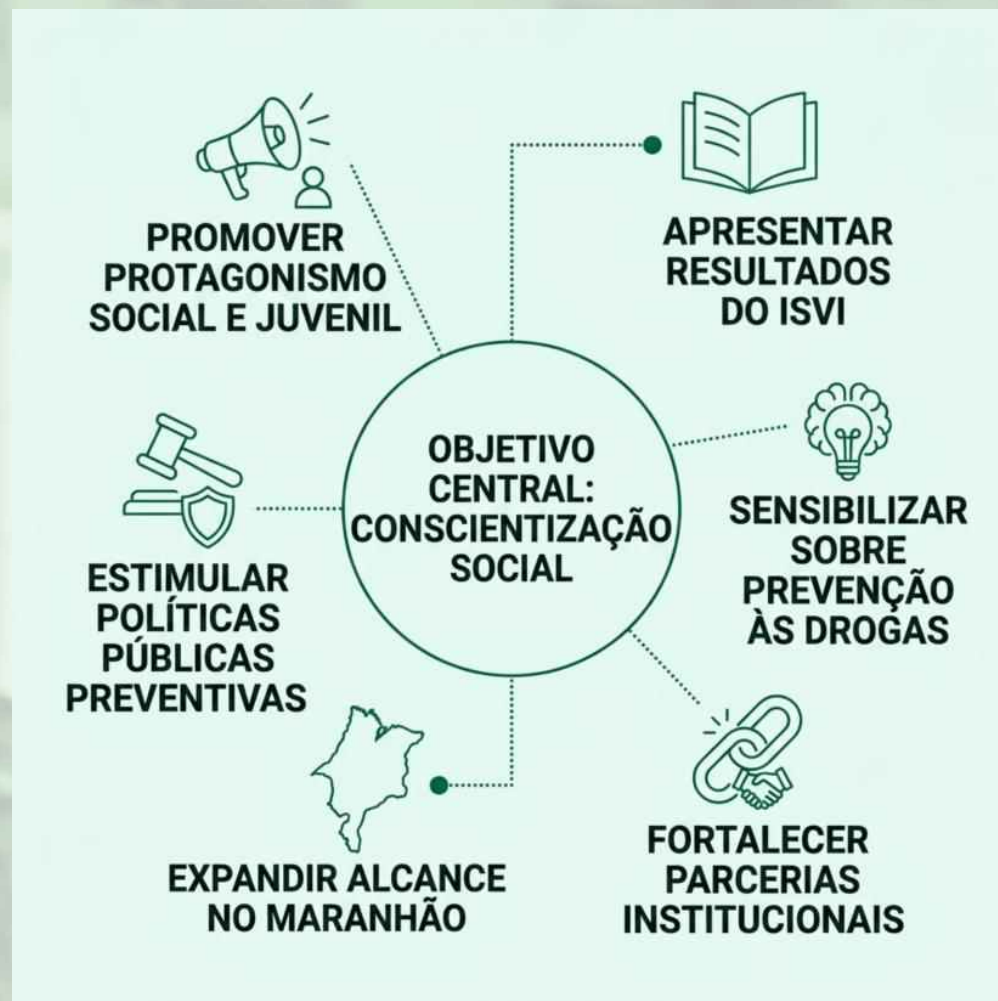 PROMOVER
PROTAGONISMO
SOCIAL E JUVENIL
APRESENTAR
RESULTADOS
DO ISVI
OBJETIVO
CENTRAL:
CONSCIENTIZAÇÃO
SOCIAL
SENSIBILIZAR
SOBRE
PREVENÇÃO
ÀS DROGAS
ESTIMULAR
POLÍTICAS
PÚBLICAS
PREVENTIVAS
EXPANDIR ALCANCE
NO MARANHÃO
FORTALECER
PARCERIAS
INSTITUCIONAIS